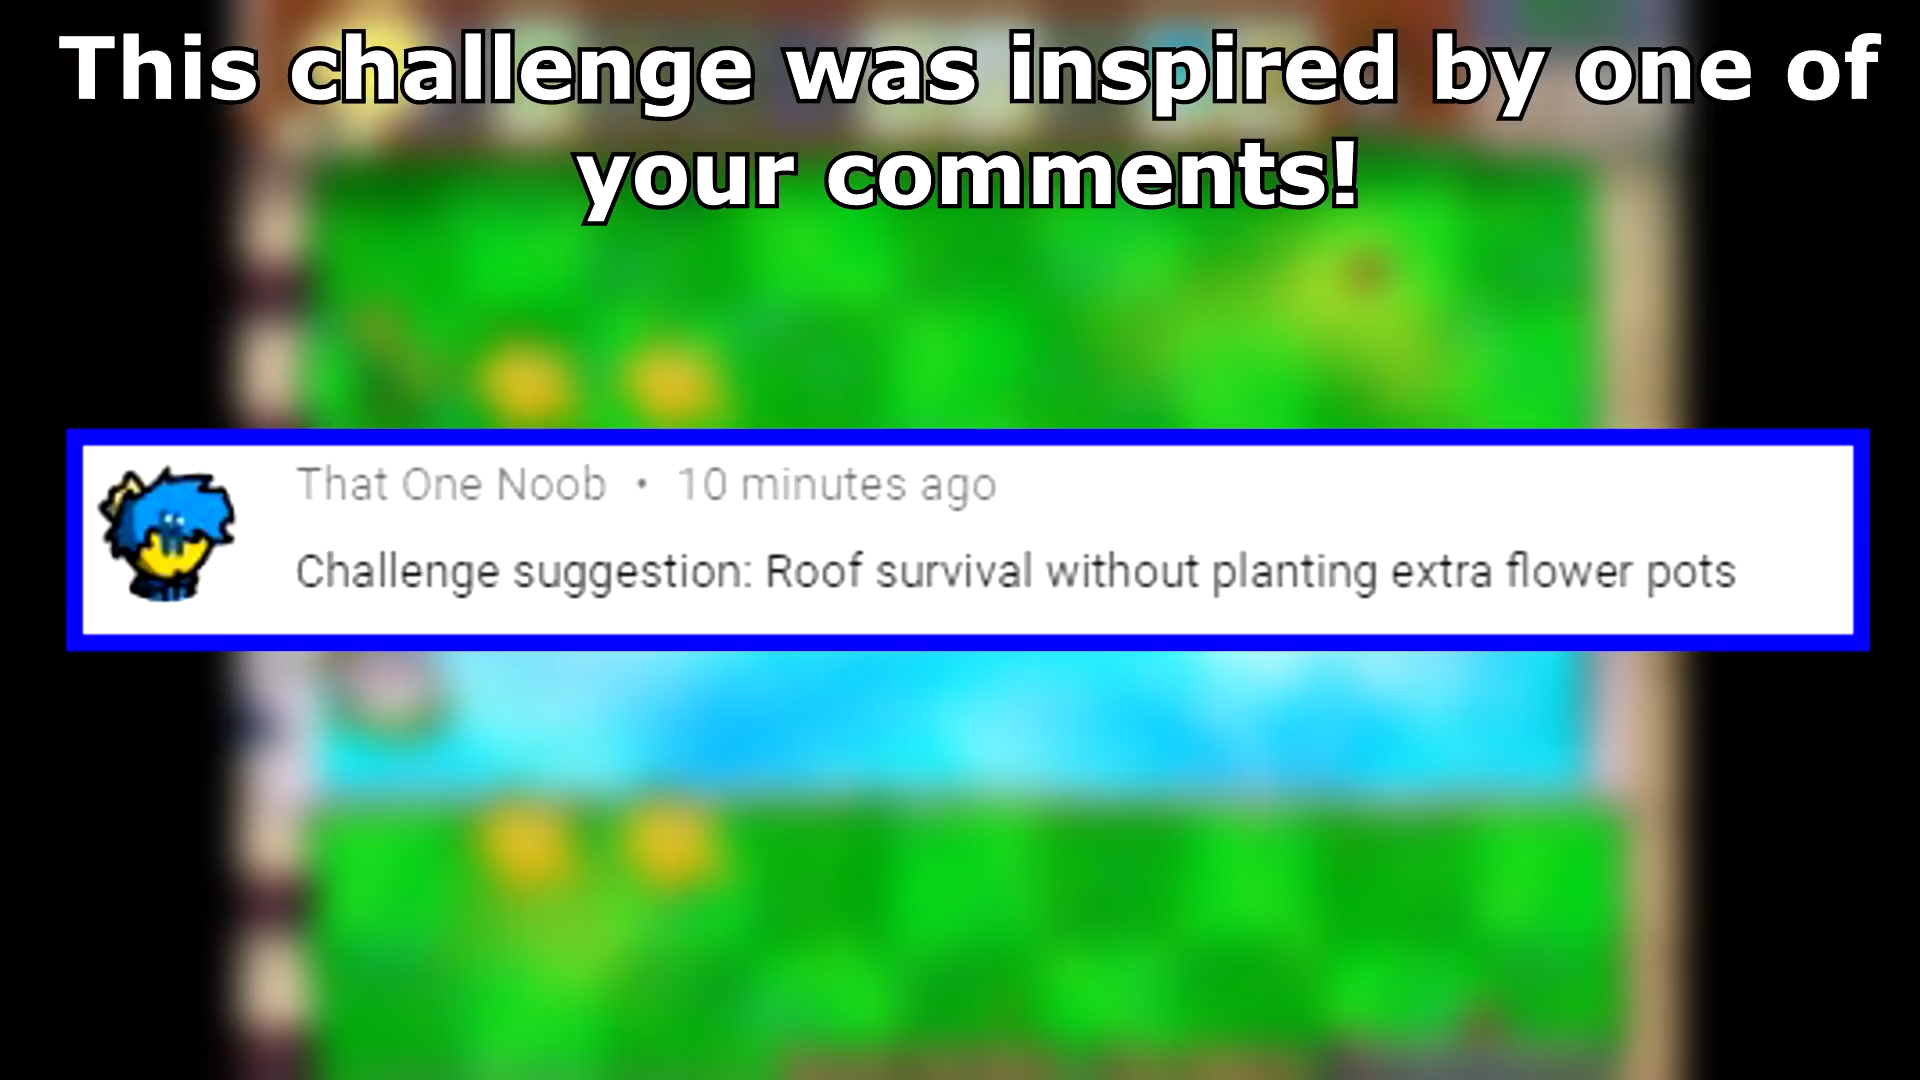 This challenge was inspired by one of
your comments!
That One Noob • 10 minutes ago
Challenge suggestion: Roof survival without planting extra flower pots